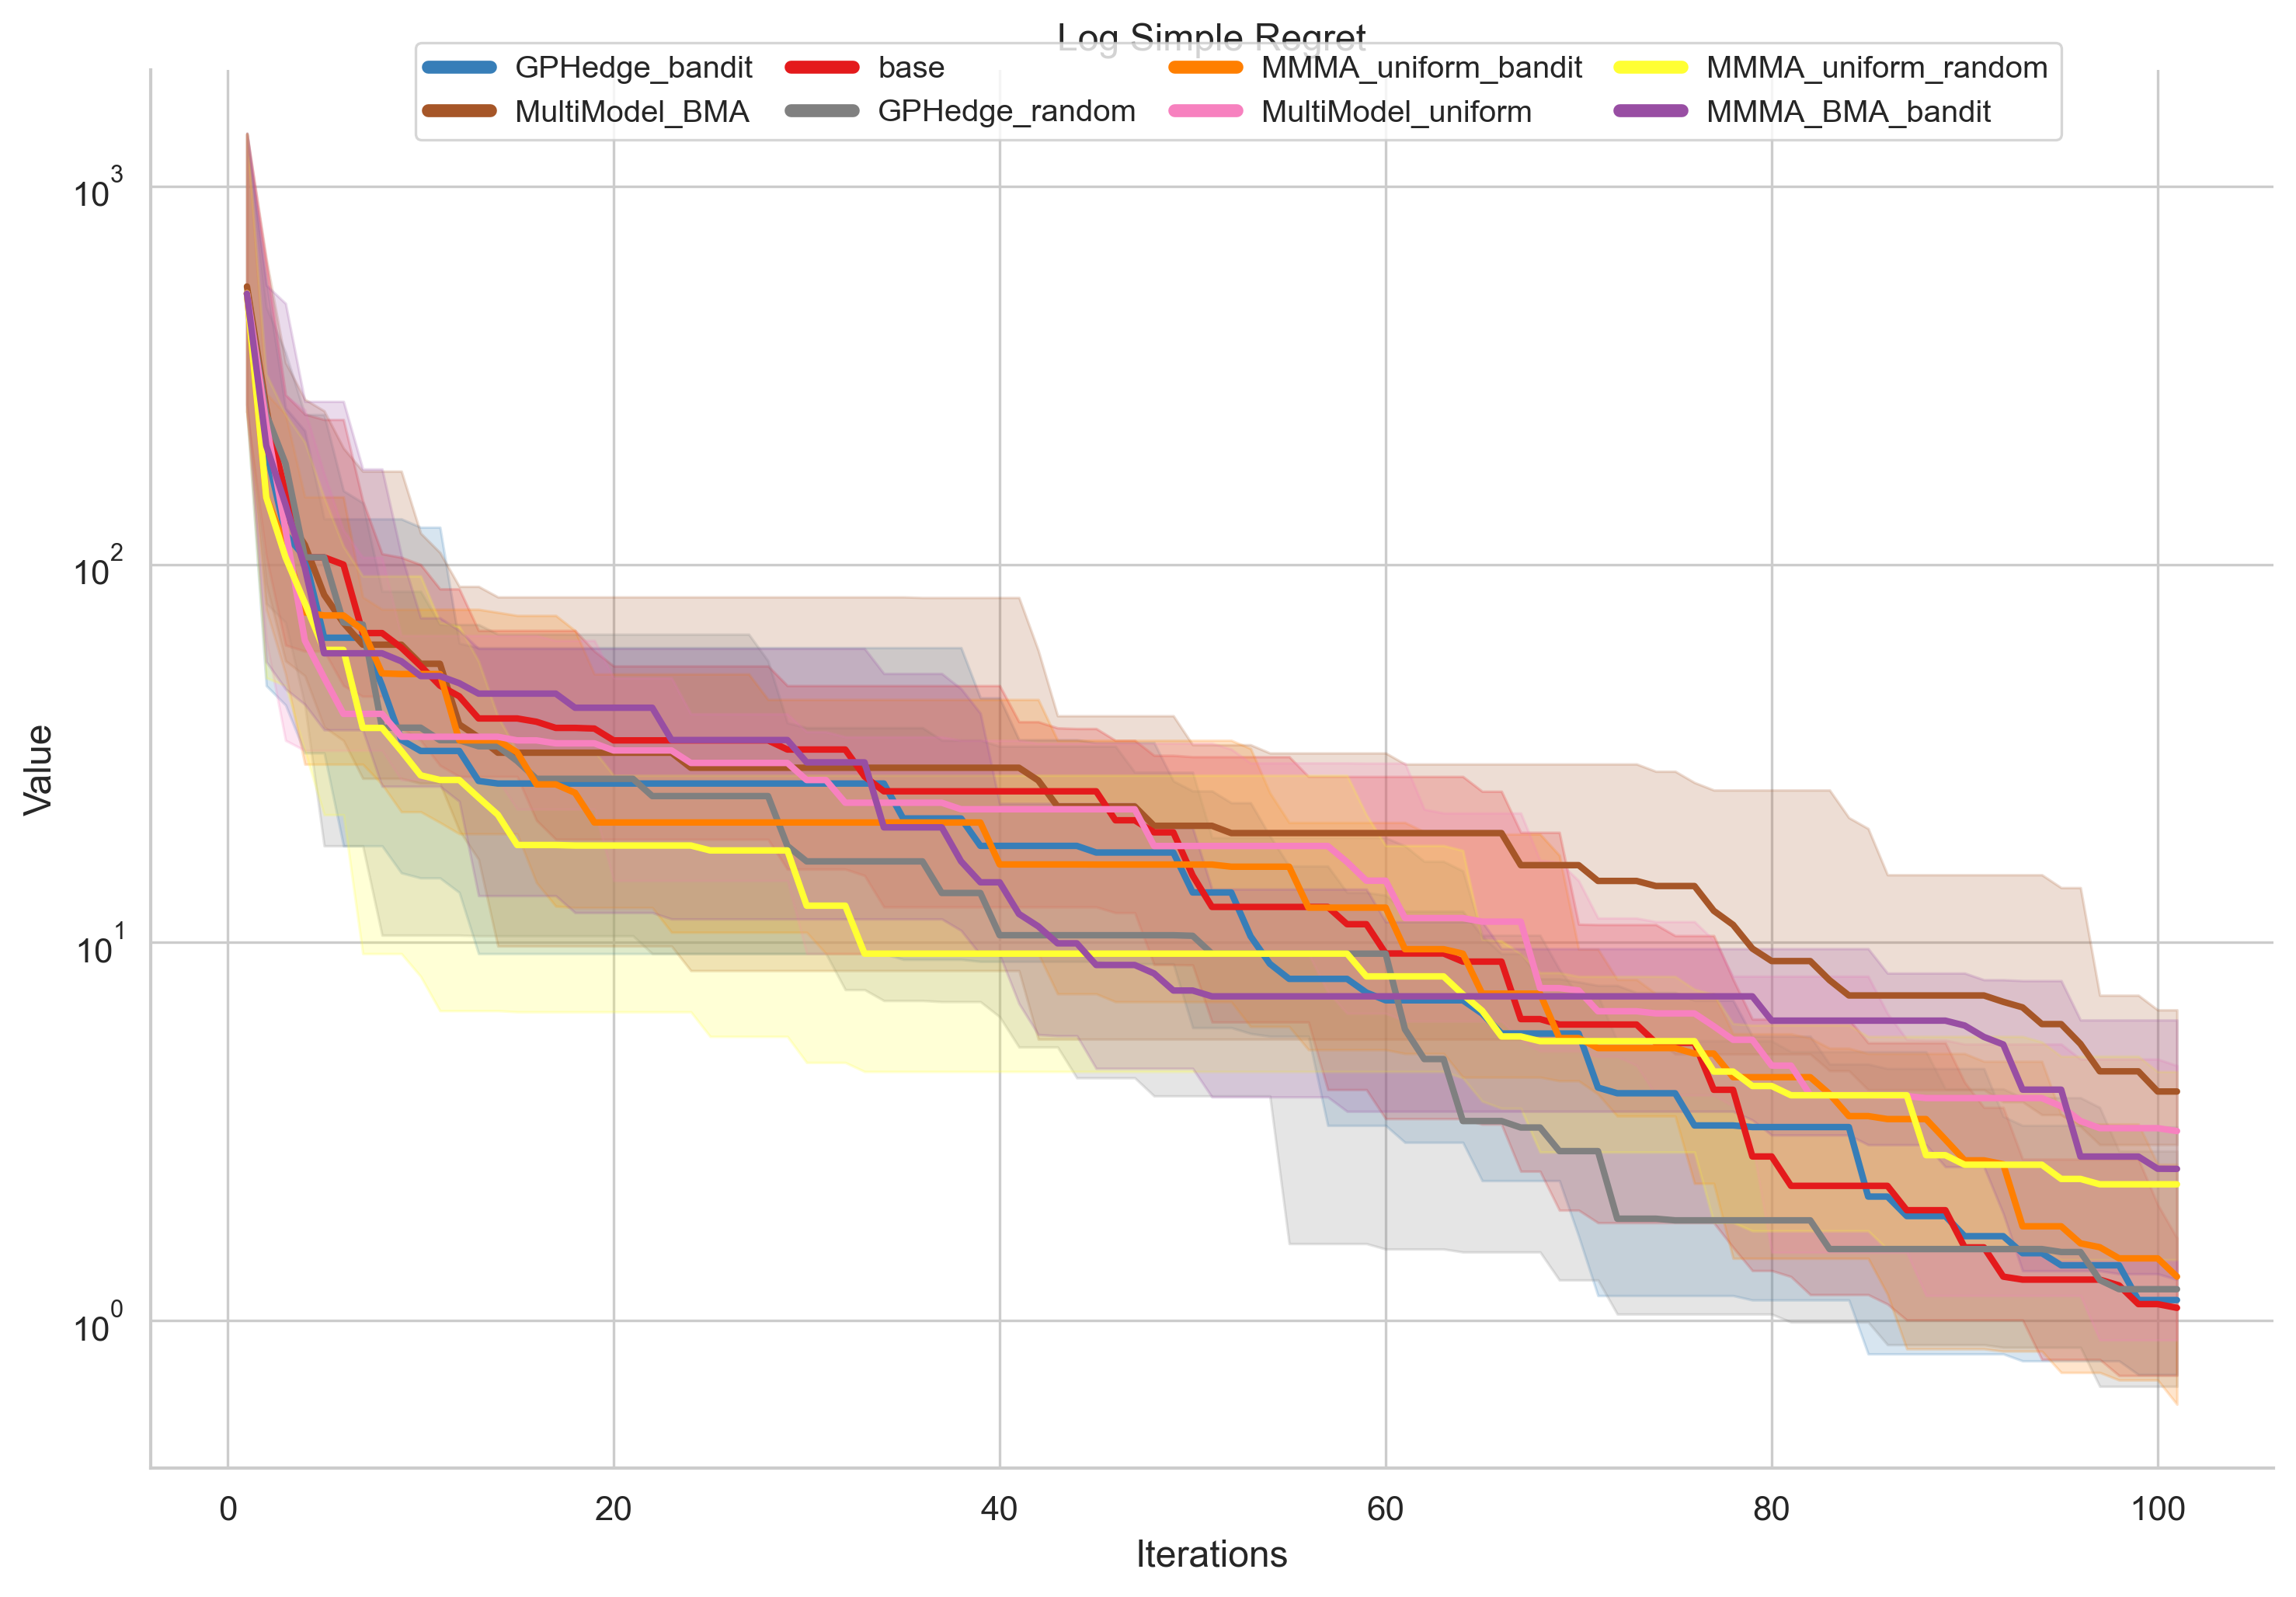 Log Simple Regret
GPHedge_bandit base MMMA_uniform_bandit MMMA_uniform_random
MultiModel_BMA GPHedge_random MultiModel_uniform MMMA_BMA_bandit
10^3
10^2
10^1
10^0
Value
0 20 40 60 80 100
Iterations